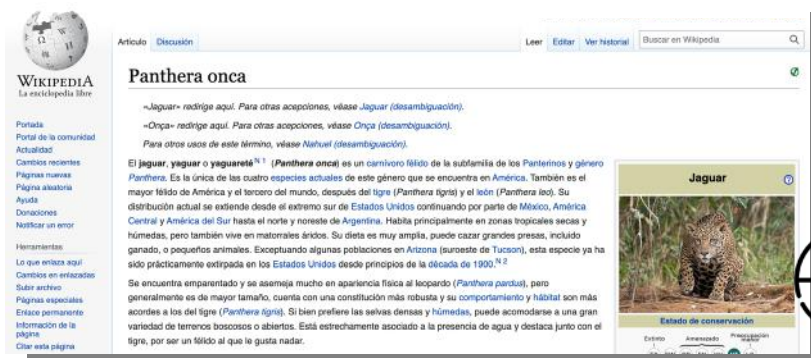 WIKIPEDIA
La enciclopedia libre
Portada
Portal de la comunidad
Actualidad
Cambios recientes
Páginas nuevas
Página aleatoria
Ayuda
Donaciones
Notificar un error
Herramientas
Lo que enlaza aquí
Cambios en enlazadas
Subir archivo
Páginas especiales
Enlace permanente
Información de la
página
Citar esta página
Artículo Discusión
Leer Editar Ver historial Buscar en Wikipedia
Panthera onca
«Jaguar» redirige aquí. Para otras acepciones, véase Jaguar (desambiguación).
«Onça» redirige aquí. Para otras acepciones, véase Onça (desambiguación).
Para otros usos de este término, véase Nahuel (desambiguación).
El jaguar, yaguar o yaguareté N 1 (Panthera onca) es un carnívoro félido de la subfamilia de los Panterinos y género
Panthera. Es la única de las cuatro especies actuales de este género que se encuentra en América. También es el
mayor félido de América y el tercero del mundo, después del tigre (Panthera tigris) y el león (Panthera leo). Su
distribución actual se extiende desde el extremo sur de Estados Unidos continuando por parte de México, América
Central y América del Sur hasta el norte y noreste de Argentina. Habita principalmente en zonas tropicales secas y
húmedas, pero también vive en matorrales áridos. Su dieta es muy amplia, puede cazar grandes presas, incluido
ganado, o pequeños animales. Exceptuando algunas poblaciones en Arizona (suroeste de Tucson), esta especie ya ha
sido prácticamente extirpada en los Estados Unidos desde principios de la década de 1900. N 2
Se encuentra emparentado y se asemeja mucho en apariencia física al leopardo (Panthera pardus), pero
generalmente es de mayor tamaño, cuenta con una constitución más robusta y su comportamiento y hábitat son más
acordes a los del tigre (Panthera tigris). Si bien prefiere las selvas densas y húmedas, puede acomodarse a una gran
variedad de terrenos boscosos o abiertos. Está estrechamente asociado a la presencia de agua y destaca junto con el
tigre, por ser un félido al que le gusta nadar.
Jaguar
Estado de conservación
Extinto Amenazado Preocupación
menor